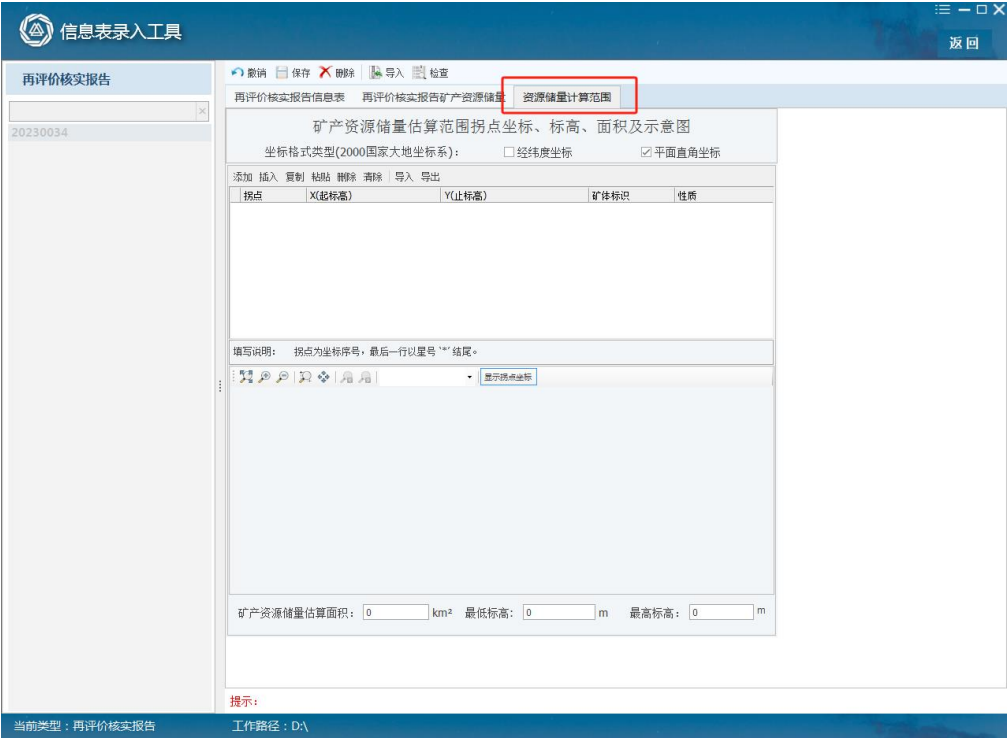 信息表录入工具
返回
再评价核实报告
20230034
撤销 保存 删除 导入 检查
再评价核实报告信息表 再评价核实报告矿产资源储量 资源储量计算范围
矿产资源储量估算范围拐点坐标、标高、面积及示意图
坐标格式类型(2000国家大地坐标系): 经纬度坐标 平面直角坐标
添加 插入 复制 粘贴 删除 清除 导入 导出
拐点 X(起标高) Y(止标高) 矿体标识 性质
填写说明: 拐点为坐标序号,最后一行以星号 '*' 结尾。
显示拐点坐标
矿产资源储量估算面积: 0 km² 最低标高: 0 m 最高标高: 0 m
提示:
当前类型:再评价核实报告 工作路径:D:\